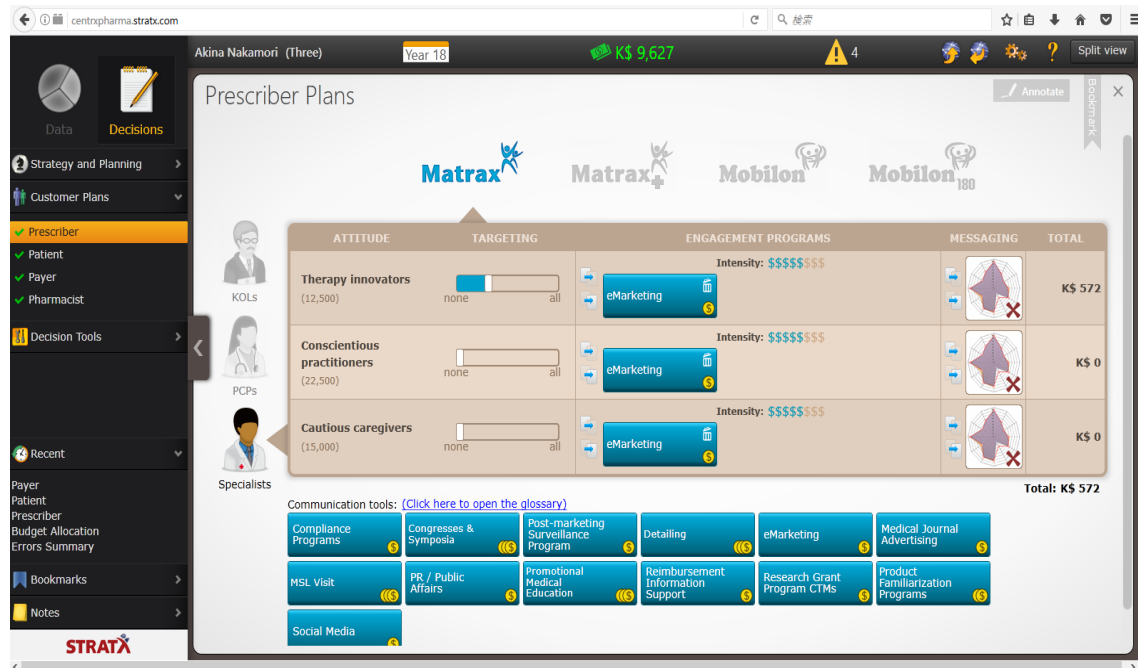 centrxpharma.stratx.com
検索
Akina Nakamori (Three)
Year 18
K$ 9,627
4
?
Split view
Data
Decisions
Strategy and Planning
Customer Plans
Prescriber
Patient
Payer
Pharmacist
Decision Tools
Recent
Payer
Patient
Prescriber
Budget Allocation
Errors Summary
Bookmarks
Notes
STRATX
Prescriber Plans
Annotate
Bookmark
Matrax
Matrax
Mobilon
Mobilon 180
KOLs
PCPs
Specialists
ATTITUDE TARGETING ENGAGEMENT PROGRAMS MESSAGING TOTAL
Therapy innovators
(12,500)
none all
Intensity: $$$$$$$$
eMarketing
$
K$ 572
Conscientious
practitioners
(22,500)
none all
Intensity: $$$$$$$$
eMarketing
$
K$ 0
Cautious caregivers
(15,000)
none all
Intensity: $$$$$$$$
eMarketing
$
K$ 0
Total: K$ 572
Communication tools: (Click here to open the glossary)
Compliance
Programs
$
Congresses &
Symposia
$
Post-marketing
Surveillance
Program
$
Detailing
$
eMarketing
$
Medical Journal
Advertising
$
MSL Visit
$
PR / Public
Affairs
$
Promotional
Medical
Education
$
Reimbursement
Information
Support
$
Research Grant
Program CTMs
$
Product
Familiarization
Programs
$
Social Media
$